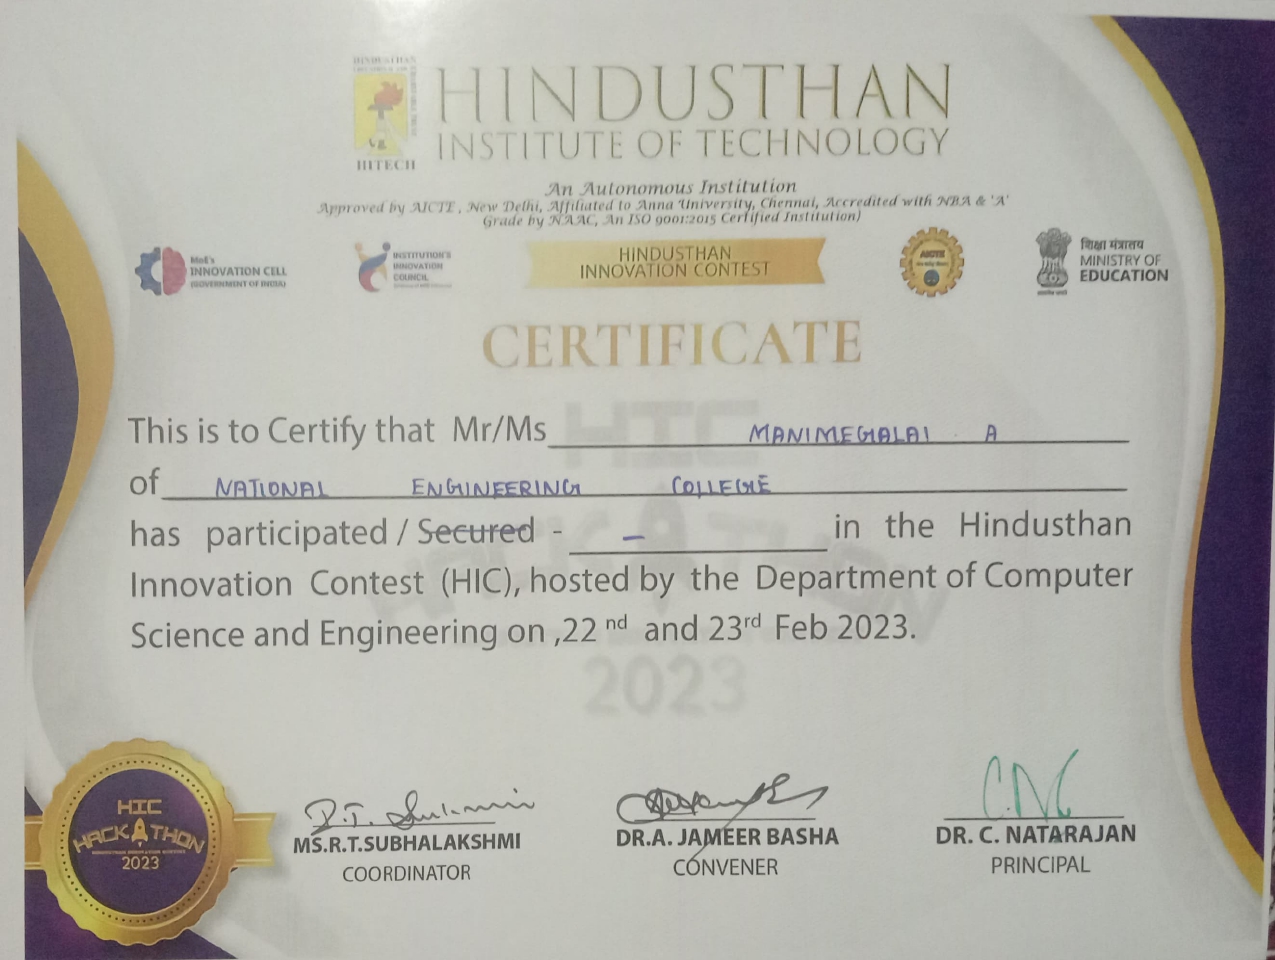 HINDUSTHAN
HITECH
HINDUSTHAN
INSTITUTE OF TECHNOLOGY
An Autonomous Institution
Approved by AICTE, New Delhi, Affiliated to Anna University, Chennai, Accredited with NBA & 'A'
Grade by NAAC, An ISO 9001:2015 Certified Institution)
MoE's
INNOVATION CELL
(GOVERNMENT OF INDIA)
INSTITUTION'S
INNOVATION
COUNCIL
HINDUSTHAN
INNOVATION CONTEST
AICTE
शिक्षा मंत्रालय
MINISTRY OF
EDUCATION
CERTIFICATE
This is to Certify that Mr/Ms MANIMEGALAI A
of NATIONAL ENGINEERING COLLEGE
has participated / Secured - – in the Hindusthan
Innovation Contest (HIC), hosted by the Department of Computer
Science and Engineering on ,22 nd and 23rd Feb 2023.
HIC
HACKATHON
2023
HIC
HACKATHON
2023
R.T. Subalakshmi
MS.R.T.SUBHALAKSHMI
COORDINATOR
DR.A. JAMEER BASHA
CONVENER
DR. C. NATARAJAN
PRINCIPAL